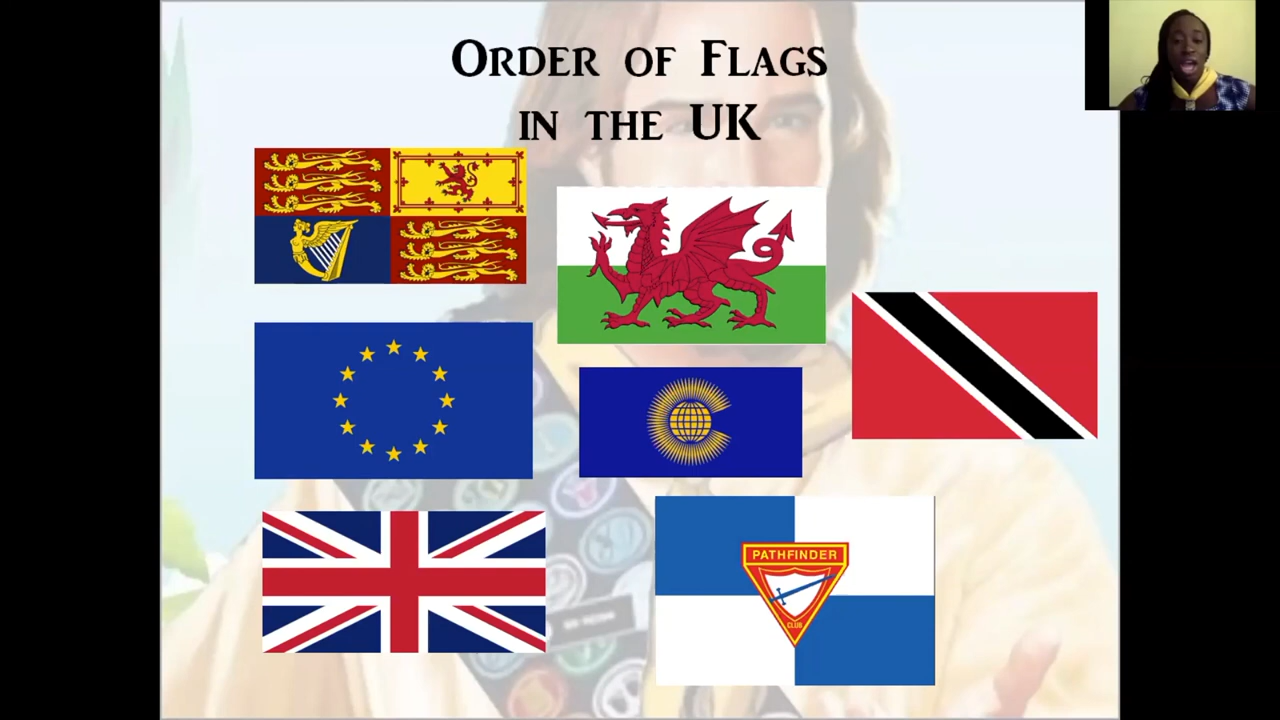 Order of Flags
in the UK
PATHFINDER
CLUB